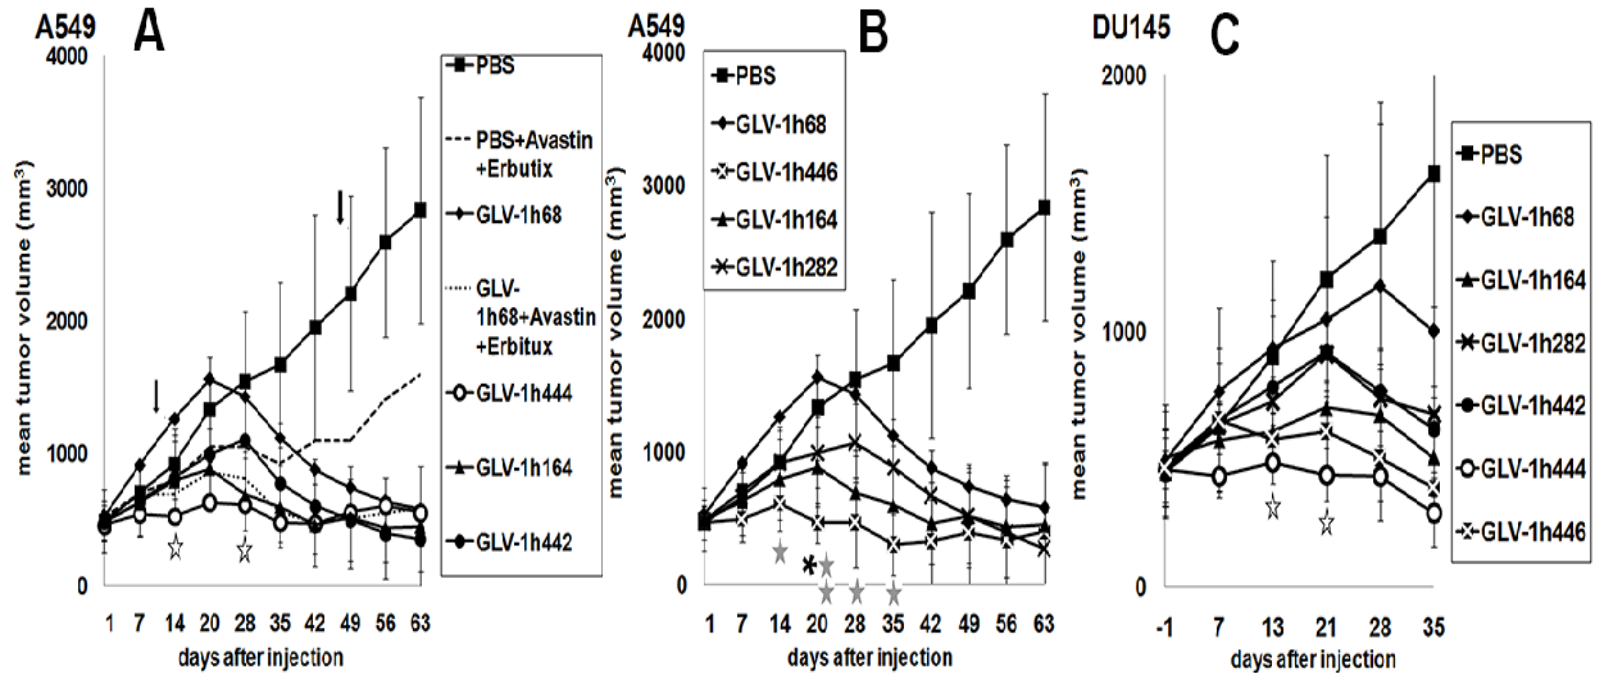 A549
A
4000
3000
2000
1000
0
mean tumor volume (mm³)
1 7 14 20 28 35 42 49 56 63
days after injection
PBS
PBS+Avastin
+Erbutix
GLV-1h68
GLV-
1h68+Avastin
+Erbitux
GLV-1h444
GLV-1h164
GLV-1h442
A549
B
4000
3000
2000
1000
0
mean tumor volume (mm³)
PBS
GLV-1h68
GLV-1h446
GLV-1h164
GLV-1h282
*
1 7 14 20 28 35 42 49 56 63
days after injection
DU145
C
2000
1000
0
mean tumor volume (mm³)
-1 7 13 21 28 35
days after injection
PBS
GLV-1h68
GLV-1h164
GLV-1h282
GLV-1h442
GLV-1h444
GLV-1h446